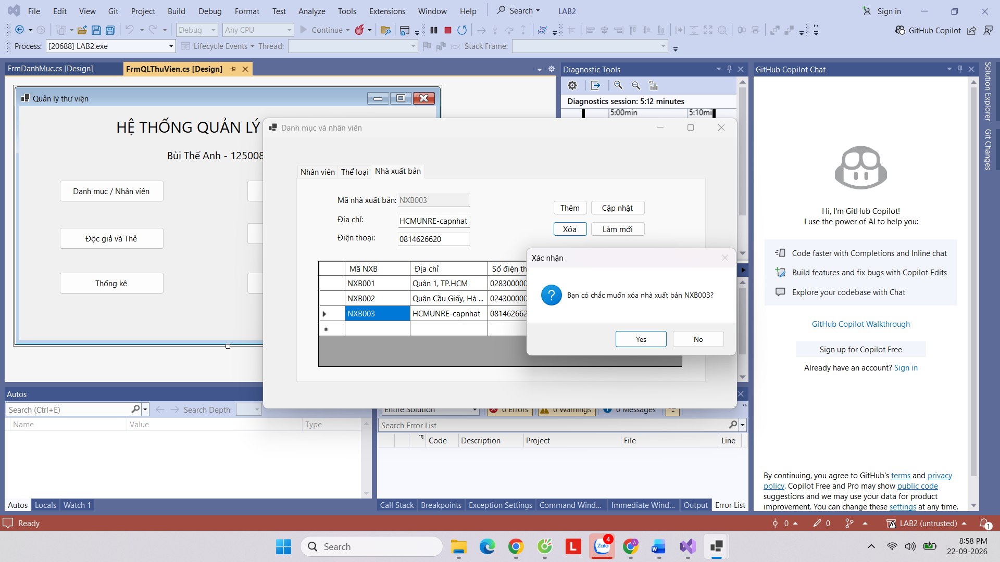 File Edit View Git Project Build Debug Format Test Analyze Tools Extensions Window Help Search LAB2 Sign in
Debug Any CPU Continue GitHub Copilot
Process: [20688] LAB2.exe Lifecycle Events Thread: Stack Frame:
FrmDanhMuc.cs [Design] FrmQLThuVien.cs [Design]
Quản lý thư viện
HỆ THỐNG QUẢN LÝ
Bùi Thế Anh - 125008
Danh mục / Nhân viên
Độc giả và Thẻ
Thống kê
Diagnostic Tools
Diagnostics session: 5:12 minutes
5:00min 5:10mi
Danh mục và nhân viên
Nhân viên Thể loại Nhà xuất bản
Mã nhà xuất bản: NXB003
Địa chỉ: HCMUNRE-capnhat
Điện thoại: 0814626620
Thêm Cập nhật
Xóa Làm mới
Mã NXB Địa chỉ Số điện th
NXB001 Quận 1, TP.HCM 028300000
NXB002 Quận Cầu Giấy, Hà ... 024300000
NXB003 HCMUNRE-capnhat 081462662
Xác nhận
Bạn có chắc muốn xóa nhà xuất bản NXB003?
Yes No
GitHub Copilot Chat
Hi, I'm GitHub Copilot!
I use the power of AI to help you:
Code faster with Completions and Inline chat
Build features and fix bugs with Copilot Edits
Explore your codebase with Chat
GitHub Copilot Walkthrough
Sign up for Copilot Free
Already have an account? Sign in
By continuing, you agree to GitHub's terms and privacy
policy. Copilot Free and Pro may show public code
suggestions and we may use your data for product
improvement. You can change these settings at any time.
Solution Explorer
Git Changes
Autos
Search (Ctrl+E) Search Depth:
Name Value Type
Autos Locals Watch 1
Entire Solution 0 Errors 0 Warnings 0 Messages
Search Error List
Code Description Project File Line
Call Stack Breakpoints Exception Settings Command Wind... Immediate Wind... Output Error List
Ready 0 0 LAB2 (untrusted) 1
Search L Zalo 4 A W
8:58 PM
22-09-2026